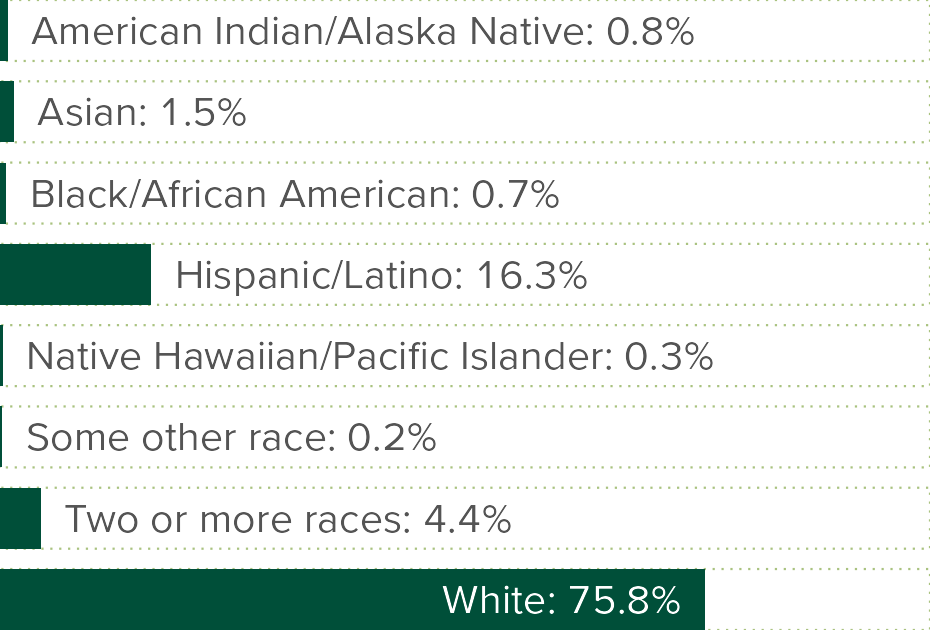 American Indian/Alaska Native: 0.8%
Asian: 1.5%
Black/African American: 0.7%
Hispanic/Latino: 16.3%
Native Hawaiian/Pacific Islander: 0.3%
Some other race: 0.2%
Two or more races: 4.4%
White: 75.8%